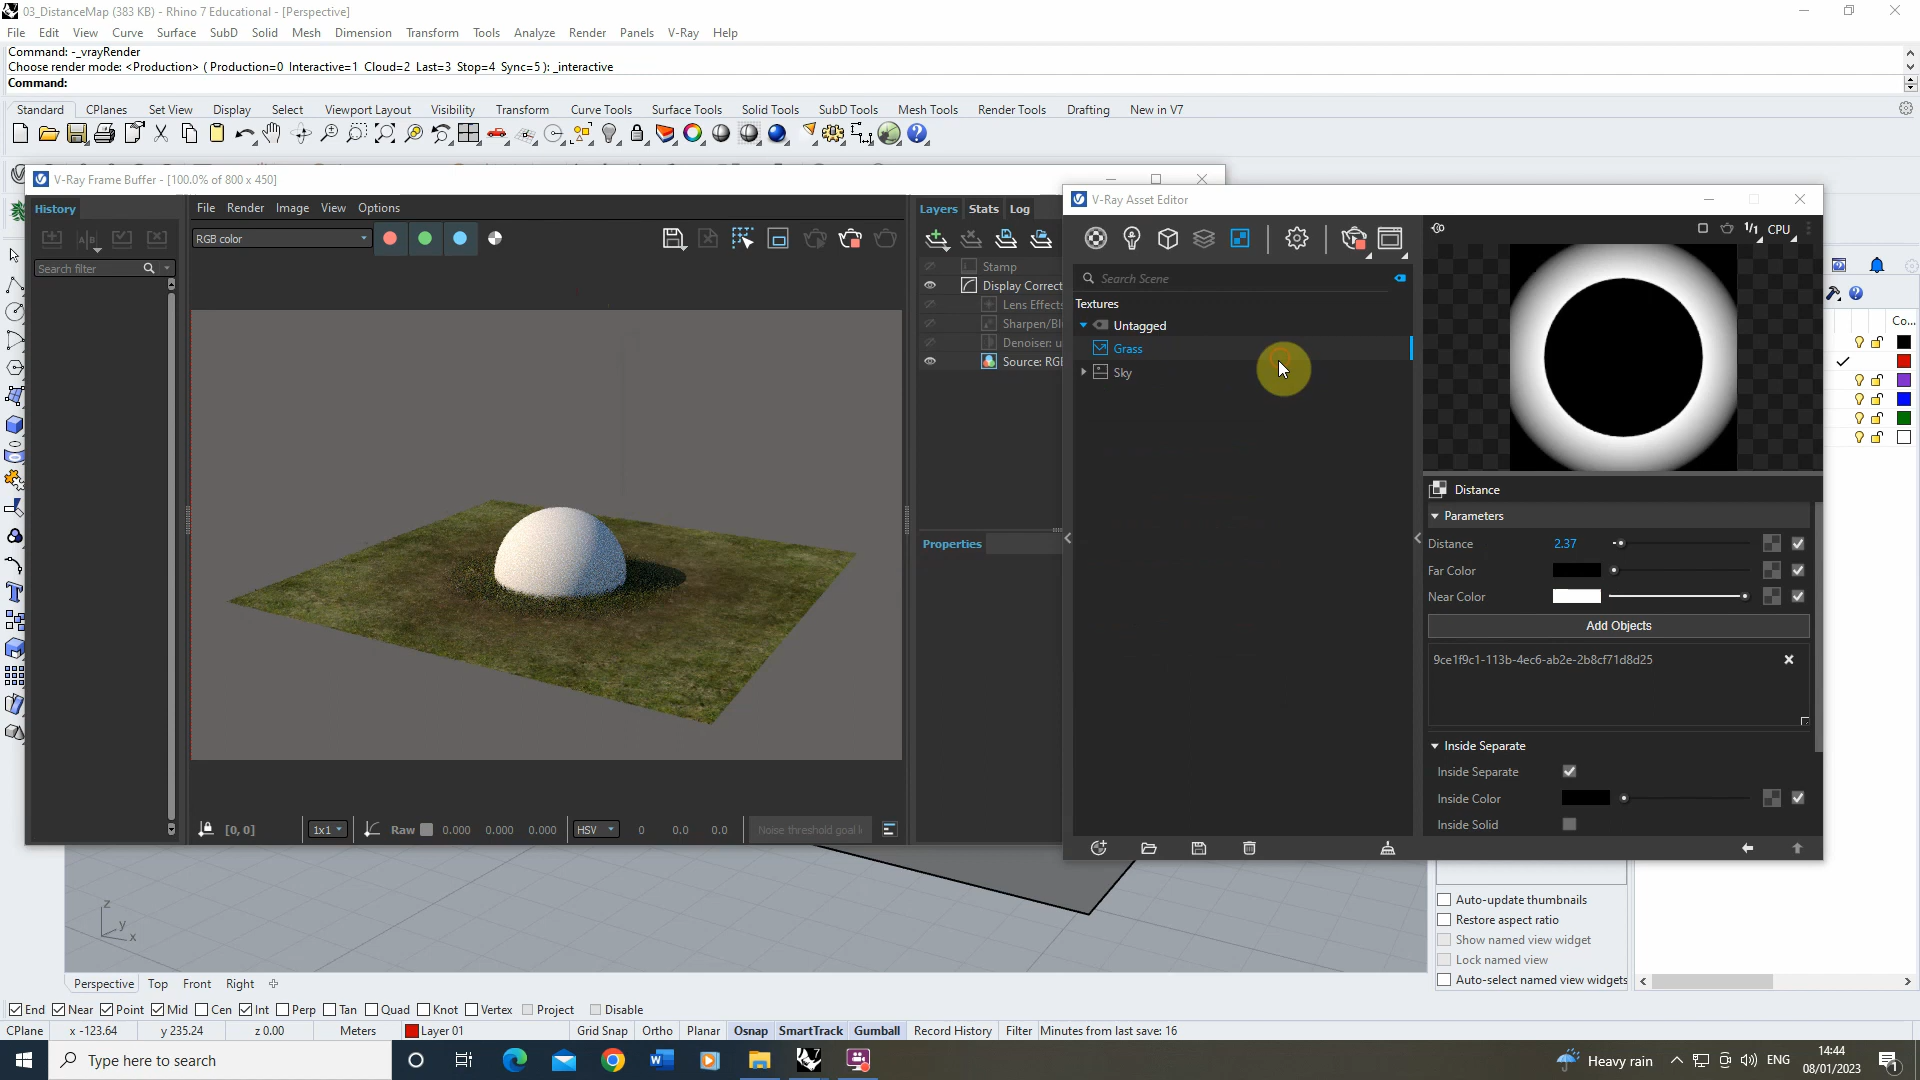 03_DistanceMap (383 KB) - Rhino 7 Educational - [Perspective]
File Edit View Curve Surface SubD Solid Mesh Dimension Transform Tools Analyze Render Panels V-Ray Help
Command: -_vrayRender
Choose render mode: <Production> ( Production=0 Interactive=1 Cloud=2 Last=3 Stop=4 Sync=5 ): _interactive
Command:
Standard CPlanes Set View Display Select Viewport Layout Visibility Transform Curve Tools Surface Tools Solid Tools SubD Tools Mesh Tools Render Tools Drafting New in V7
V-Ray Frame Buffer - [100.0% of 800 x 450]
History
Search filter
File Render Image View Options
RGB color
Layers Stats Log
Stamp
Display Correct
Lens Effects
Sharpen/Bl
Denoiser: u
Source: RGB
Properties
[0, 0] 1x1 Raw 0.000 0.000 0.000 HSV 0 0.0 0.0 Noise threshold goal
V-Ray Asset Editor
Search Scene
Textures
Untagged
Grass
Sky
1/1 CPU
Distance
Parameters
Distance 2.37
Far Color
Near Color
Add Objects
9ce1f9c1-113b-4ec6-ab2e-2b8cf71d8d25
Inside Separate
Inside Separate
Inside Color
Inside Solid
Co...
Auto-update thumbnails
Restore aspect ratio
Show named view widget
Lock named view
Auto-select named view widgets
z
y
x
Perspective Top Front Right
End Near Point Mid Cen Int Perp Tan Quad Knot Vertex Project Disable
CPlane x -123.64 y 235.24 z 0.00 Meters Layer 01 Grid Snap Ortho Planar Osnap SmartTrack Gumball Record History Filter Minutes from last save: 16
Type here to search
Heavy rain ENG
14:44
08/01/2023
1